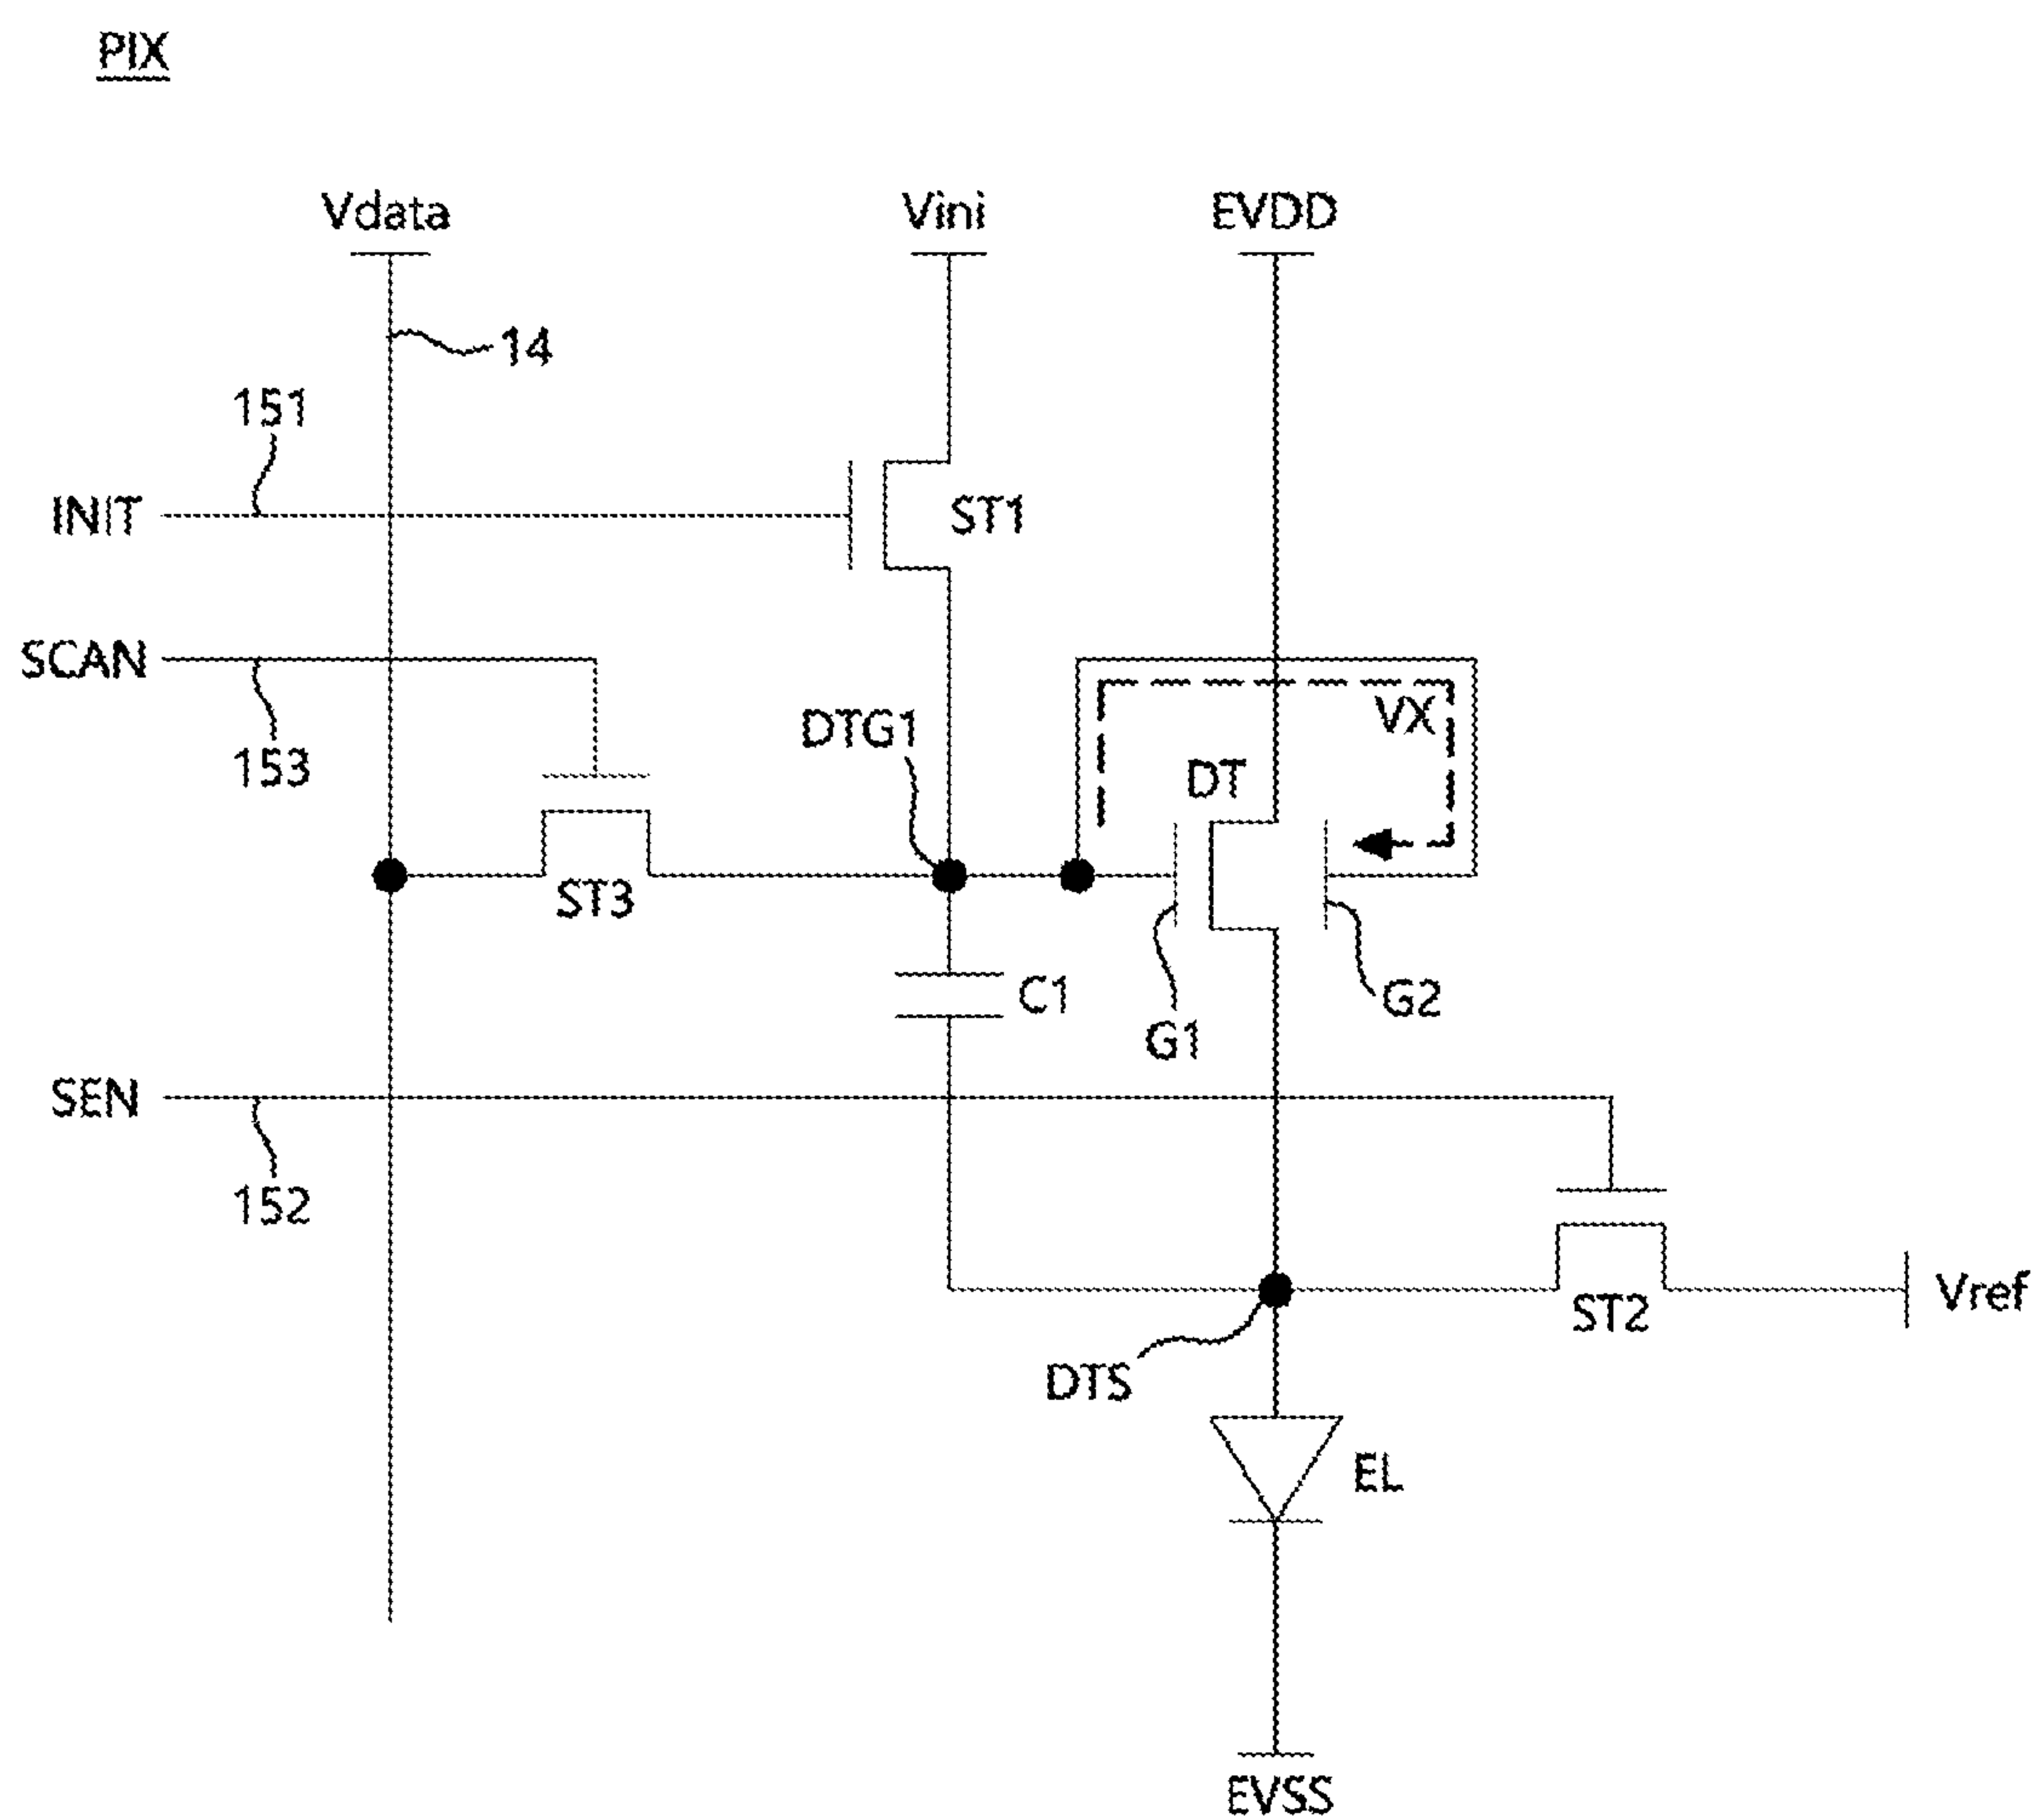 PIX
Vdata
Vini
EVDD
14
151
INIT
ST1
SCAN
153
DTG1
VX
DT
ST3
C1
G1
G2
SEN
152
ST2
Vref
DTS
EL
EVSS